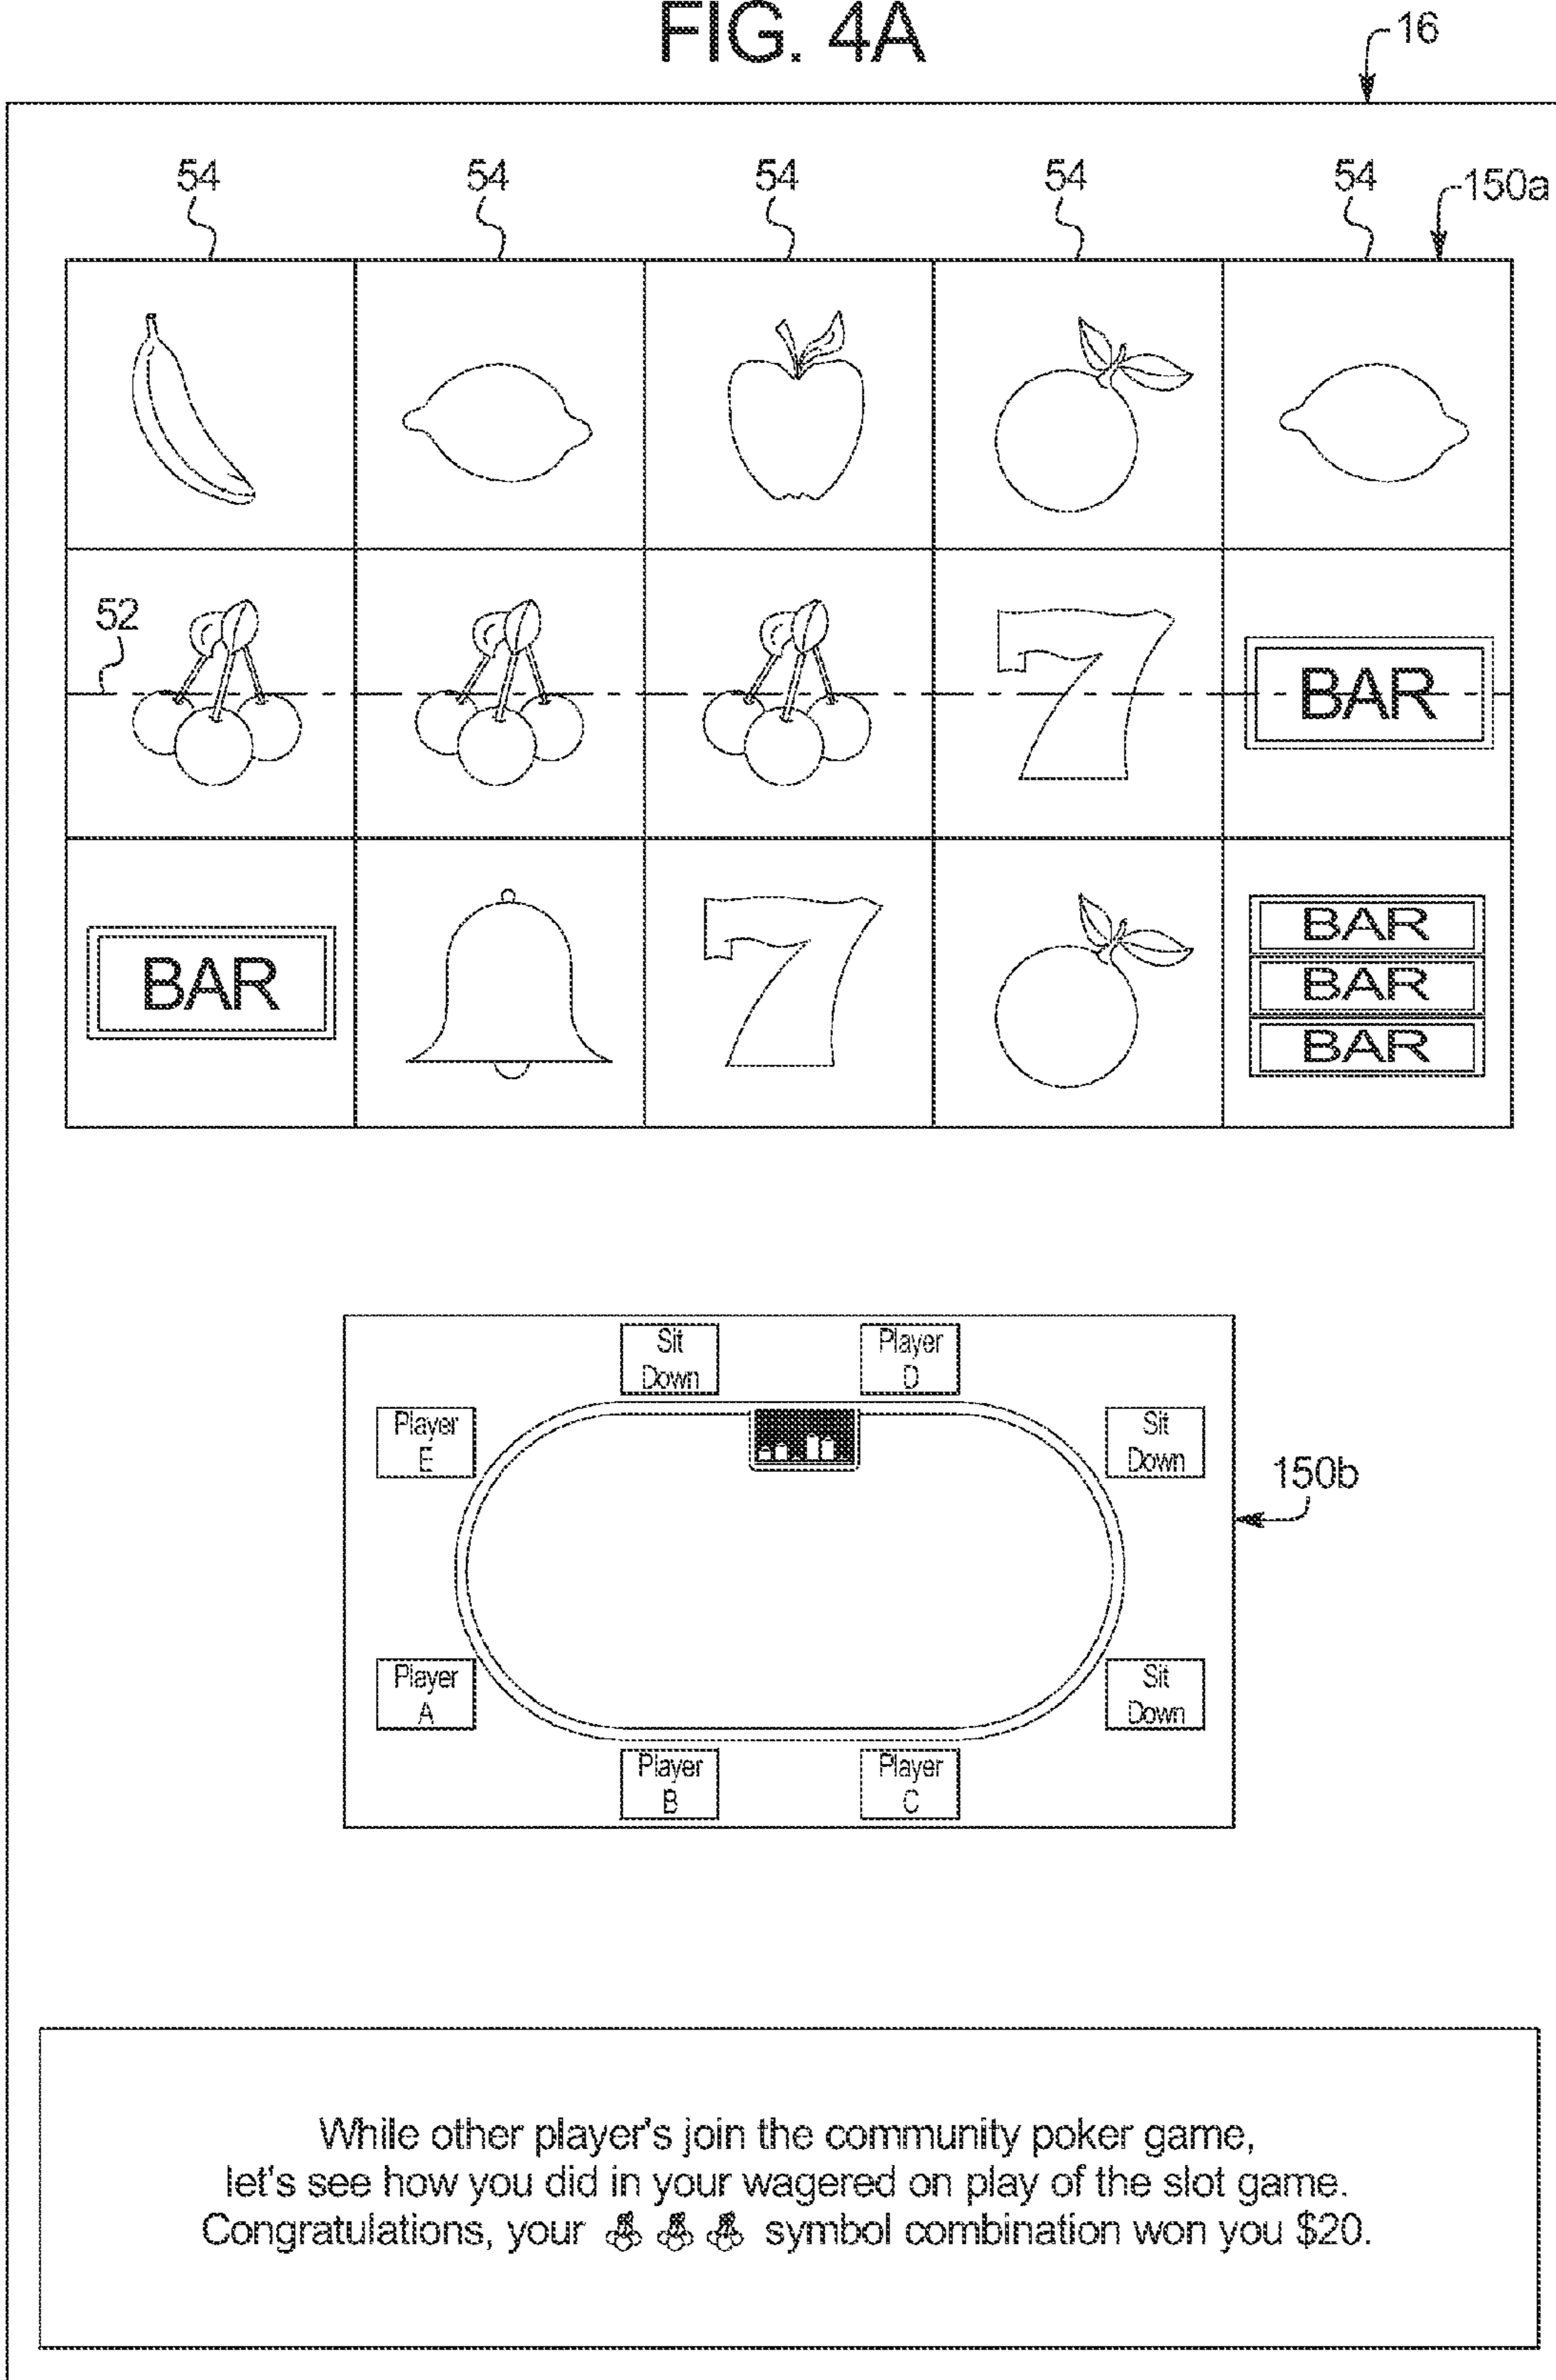 FIG. 4A
16
54 54 54 54 54 150a
52
BAR
BAR
BAR
BAR
BAR
Sit
Down
Player
D
Player
E
Sit
Down
150b
Player
A
Sit
Down
Player
B
Player
C
While other player's join the community poker game,
let's see how you did in your wagered on play of the slot game.
Congratulations, your symbol combination won you $20.